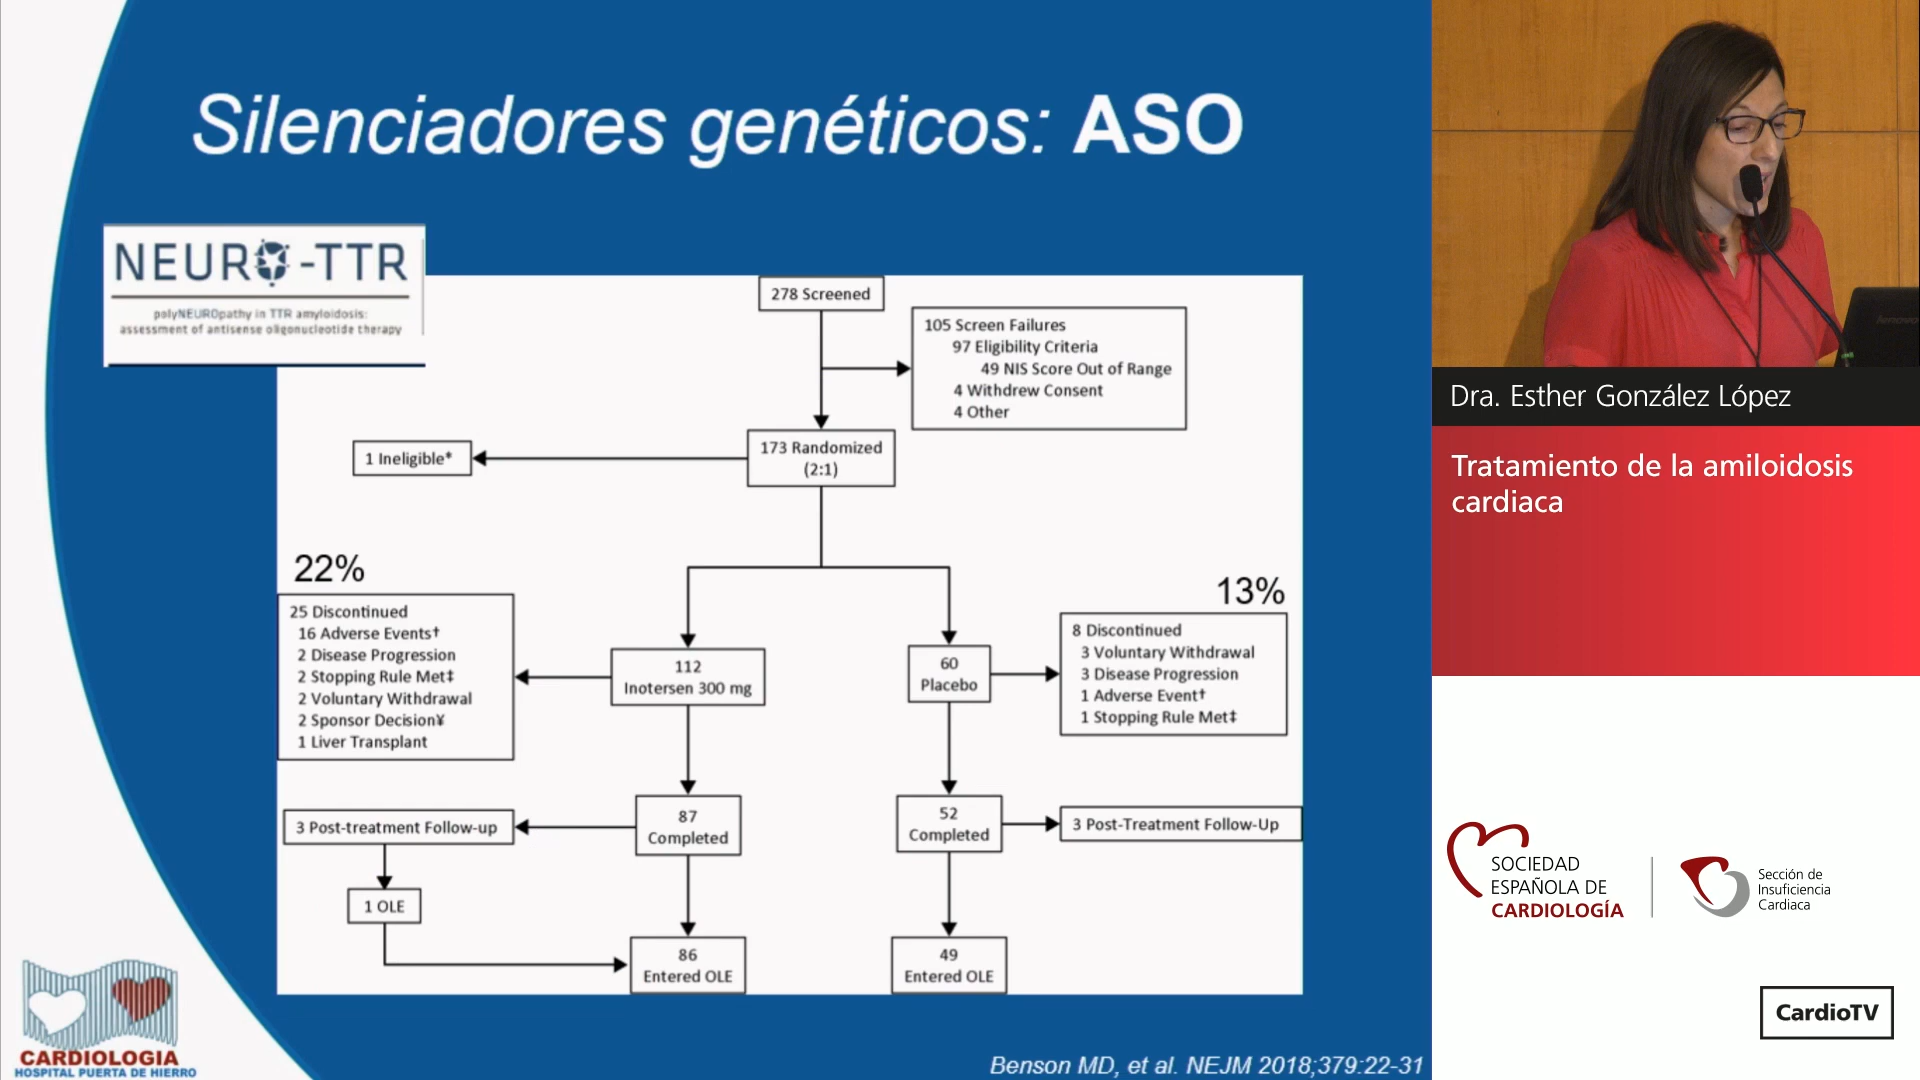 Silenciadores genéticos: ASO
NEURO-TTR
polyNEUROpathy in TTR amyloidosis:
assessment of antisense oligonucleotide therapy
278 Screened
105 Screen Failures
97 Eligibility Criteria
49 NIS Score Out of Range
4 Withdrew Consent
4 Other
173 Randomized
(2:1)
1 Ineligible*
22%
25 Discontinued
16 Adverse Events†
2 Disease Progression
2 Stopping Rule Met‡
2 Voluntary Withdrawal
2 Sponsor Decision¥
1 Liver Transplant
112
Inotersen 300 mg
60
Placebo
13%
8 Discontinued
3 Voluntary Withdrawal
3 Disease Progression
1 Adverse Event†
1 Stopping Rule Met‡
3 Post-treatment Follow-up
87
Completed
52
Completed
3 Post-Treatment Follow-Up
1 OLE
86
Entered OLE
49
Entered OLE
CARDIOLOGIA
HOSPITAL PUERTA DE HIERRO
Benson MD, et al. NEJM 2018;379:22-31
lenovo
Dra. Esther González López
Tratamiento de la amiloidosis
cardiaca
SOCIEDAD
ESPAÑOLA DE
CARDIOLOGÍA
Sección de
Insuficiencia
Cardiaca
CardioTV